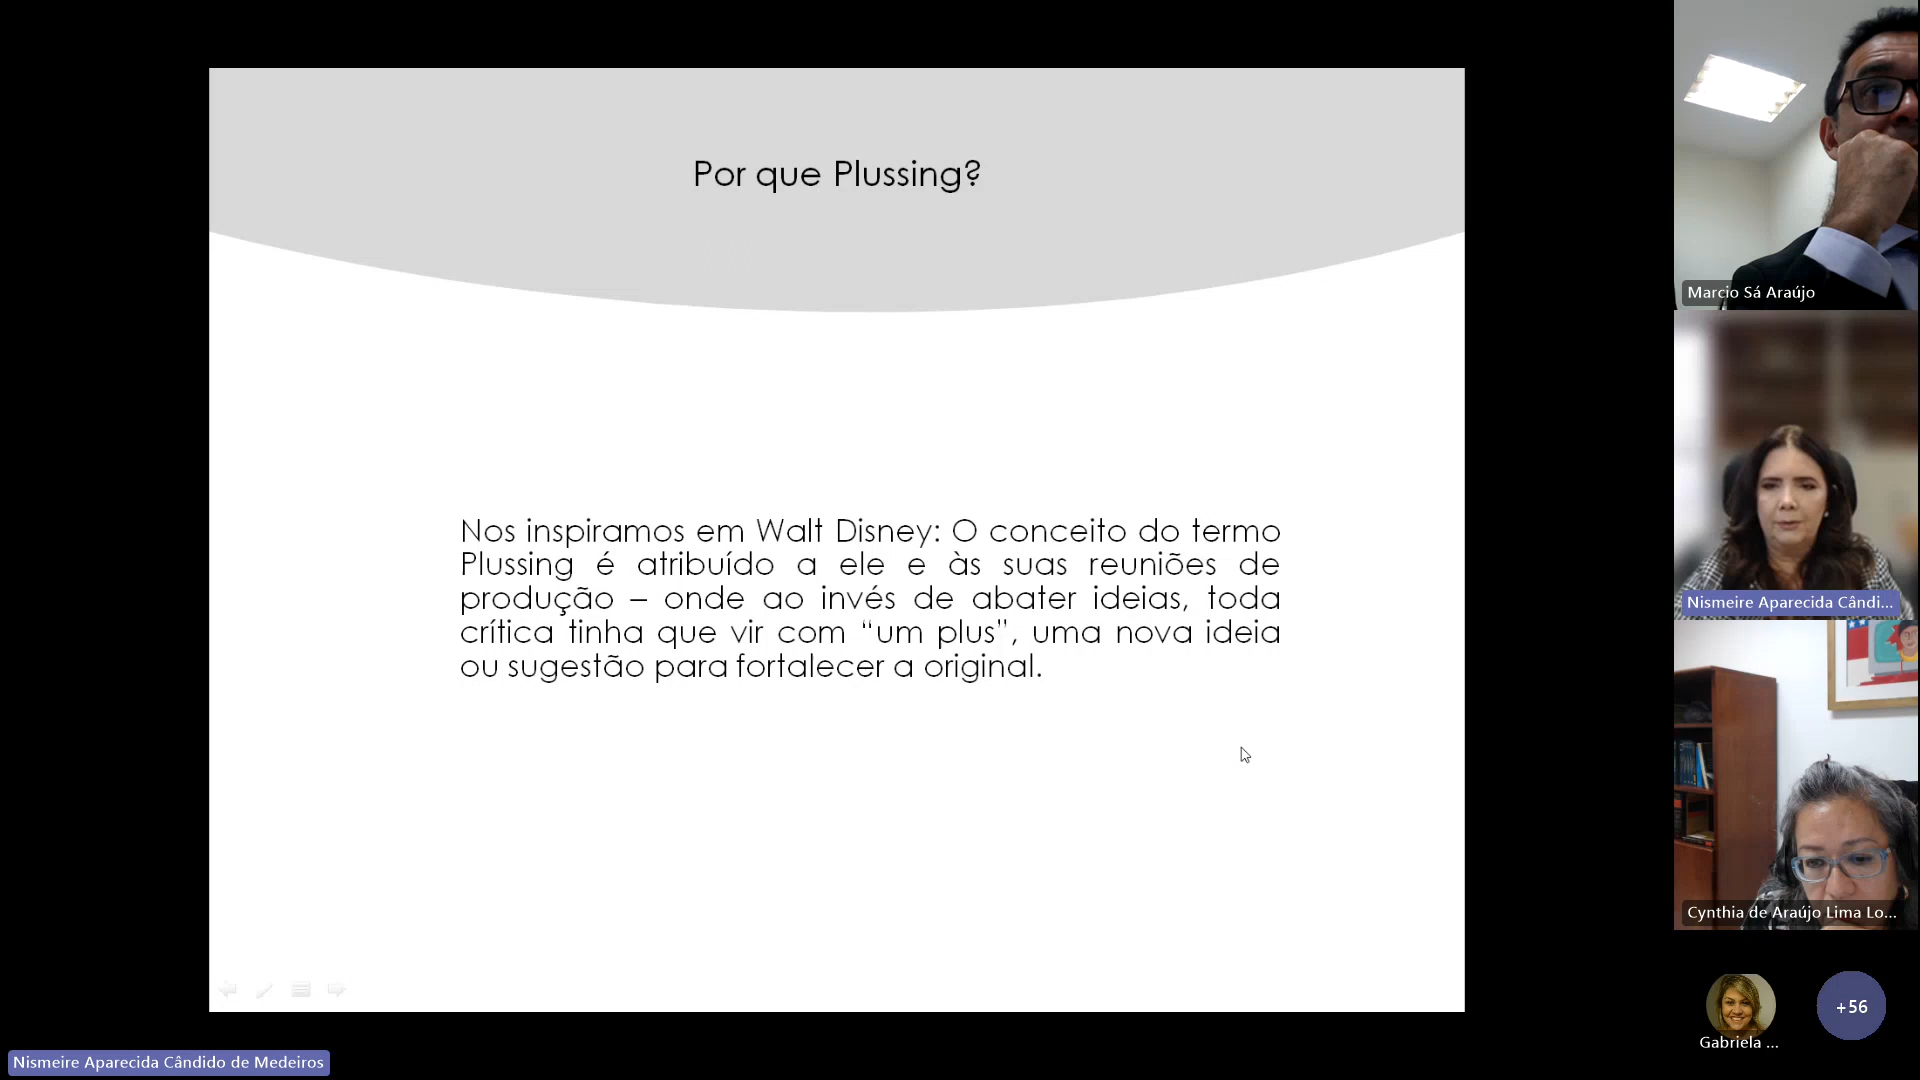 Por que Plussing?
Nos inspiramos em Walt Disney: O conceito do termo
Plussing é atribuído a ele e às suas reuniões de
produção – onde ao invés de abater ideias, toda
crítica tinha que vir com “um plus”, uma nova ideia
ou sugestão para fortalecer a original.
Marcio Sá Araújo
Nismeire Aparecida Cândi...
Cynthia de Araújo Lima Lo...
Gabriela ...
+56
Nismeire Aparecida Cândido de Medeiros